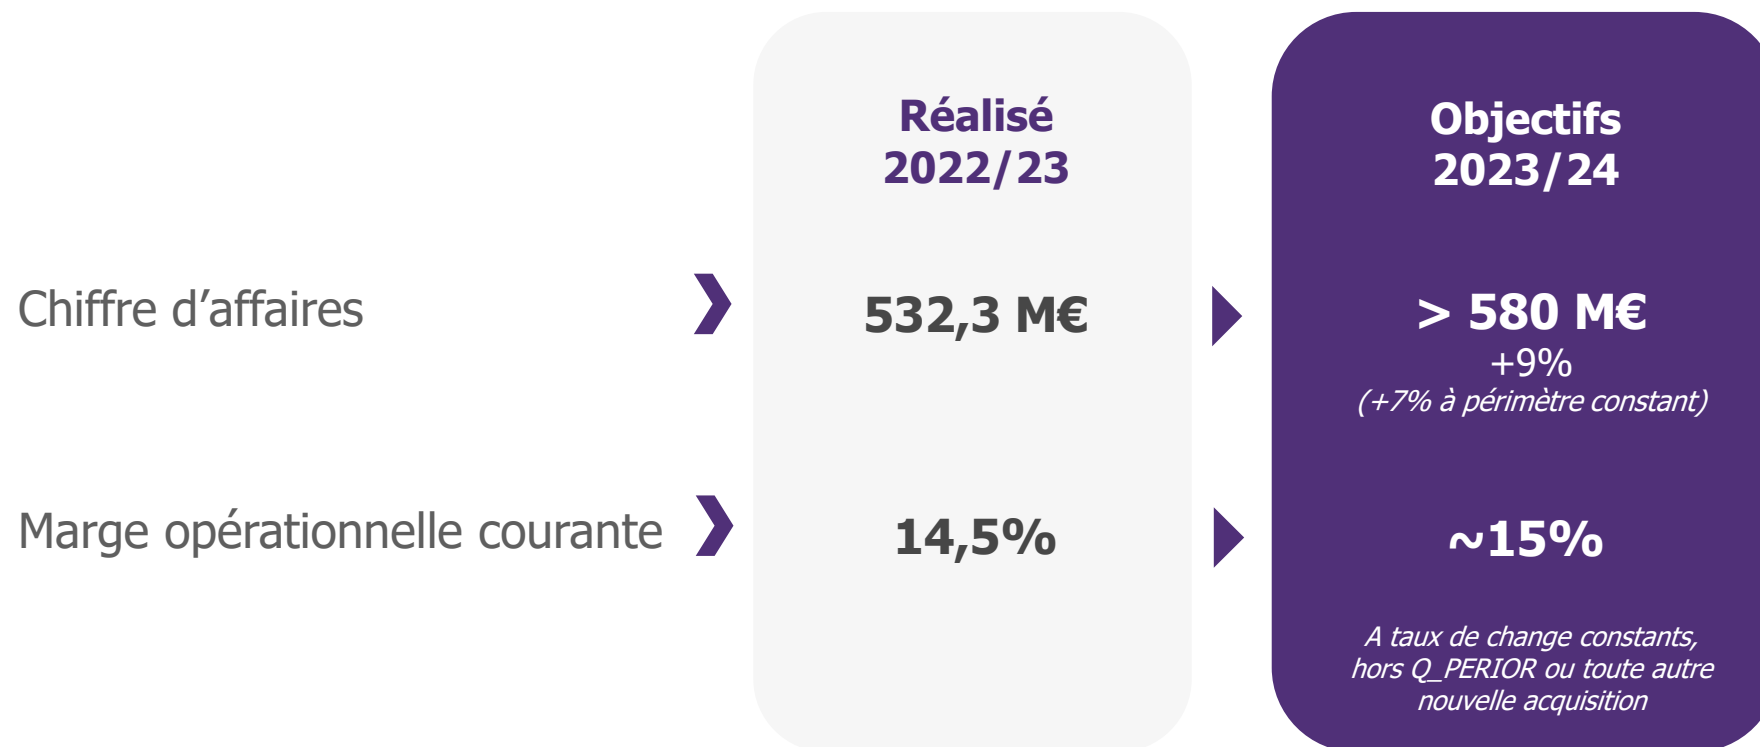 Réalisé
2022/23
Objectifs
2023/24
Chiffre d’affaires
532,3 M€
> 580 M€
+9%
(+7% à périmètre constant)
Marge opérationnelle courante
14,5%
~15%
A taux de change constants,
hors Q_PERIOR ou toute autre
nouvelle acquisition